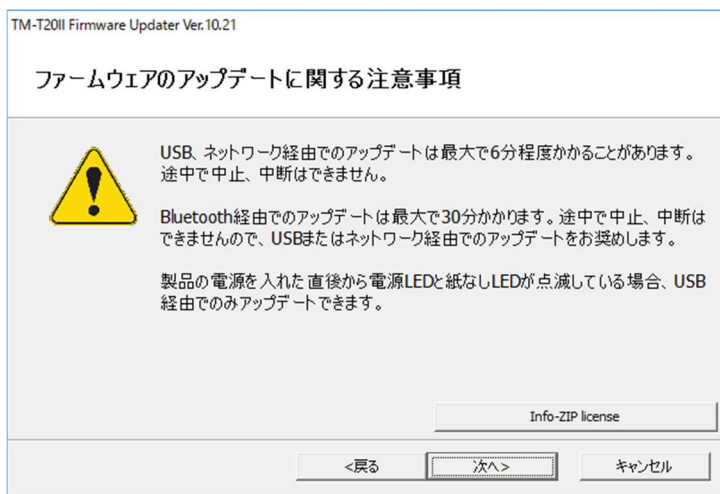 TM-T20II Firmware Updater Ver.10.21
ファームウェアのアップデートに関する注意事項
USB、ネットワーク経由でのアップデートは最大で6分程度かかることがあります。
途中で中止、中断はできません。
Bluetooth経由でのアップデートは最大で30分かかります。途中で中止、中断は
できませんので、USBまたはネットワーク経由でのアップデートをお奨めします。
製品の電源を入れた直後から電源LEDと紙なしLEDが点滅している場合、USB
経由でのみアップデートできます。
Info-ZIP license
<戻る
次へ>
キャンセル